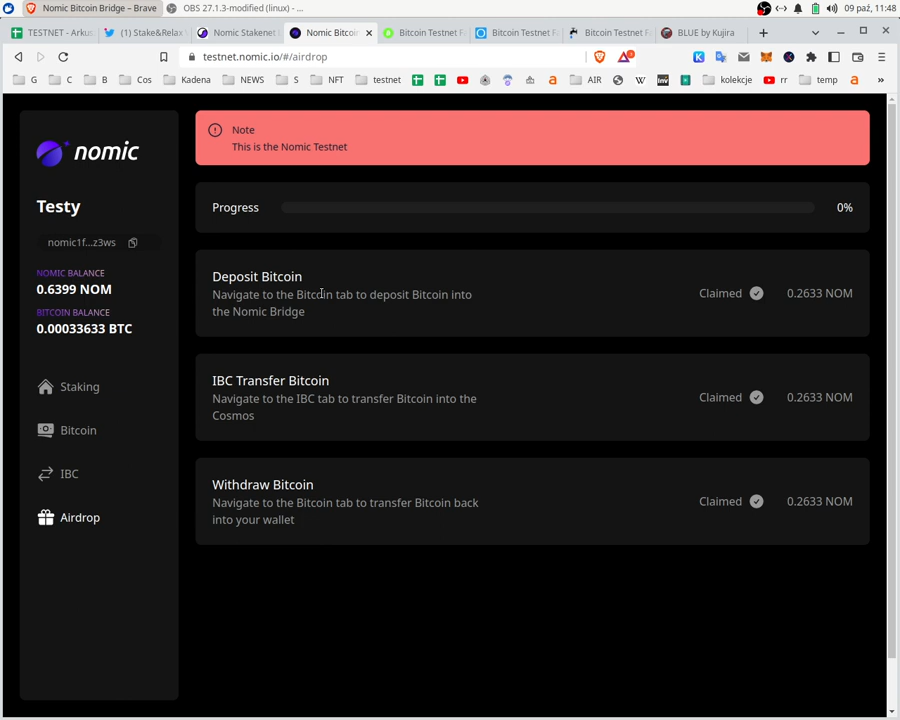 Nomic Bitcoin Bridge – Brave
OBS 27.1.3-modified (linux) - ...
09 paź, 11:48
TESTNET - Arkus
(1) Stake&Relax
Nomic Stakenet
Nomic Bitcoin
Bitcoin Testnet F
Bitcoin Testnet F
Bitcoin Testnet F
BLUE by Kujira
testnet.nomic.io/#/airdrop
G
C
B
Cos
Kadena
NEWS
S
NFT
testnet
AIR
kolekcje
rr
temp
nomic
Testy
nomic1f...z3ws
NOMIC BALANCE
0.6399 NOM
BITCOIN BALANCE
0.00033633 BTC
Staking
Bitcoin
IBC
Airdrop
Note
This is the Nomic Testnet
Progress
0%
Deposit Bitcoin
Navigate to the Bitcoin tab to deposit Bitcoin into
the Nomic Bridge
Claimed
0.2633 NOM
IBC Transfer Bitcoin
Navigate to the IBC tab to transfer Bitcoin into the
Cosmos
Claimed
0.2633 NOM
Withdraw Bitcoin
Navigate to the Bitcoin tab to transfer Bitcoin back
into your wallet
Claimed
0.2633 NOM